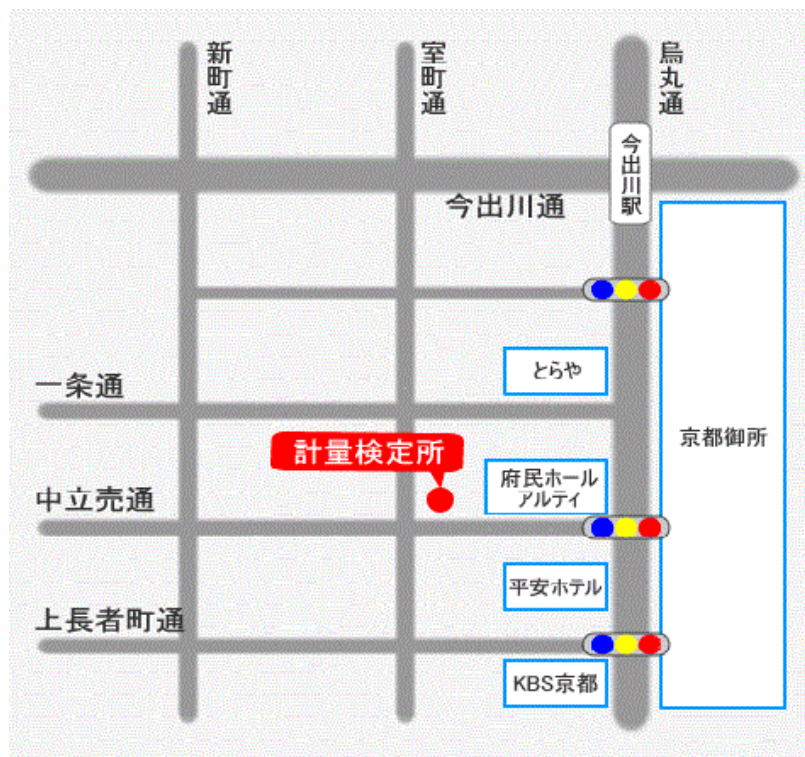 新町通
室町通
烏丸通
今出川駅
今出川通
とらや
一条通
京都御所
計量検定所
府民ホール
アルティ
中立売通
平安ホテル
上長者町通
KBS京都